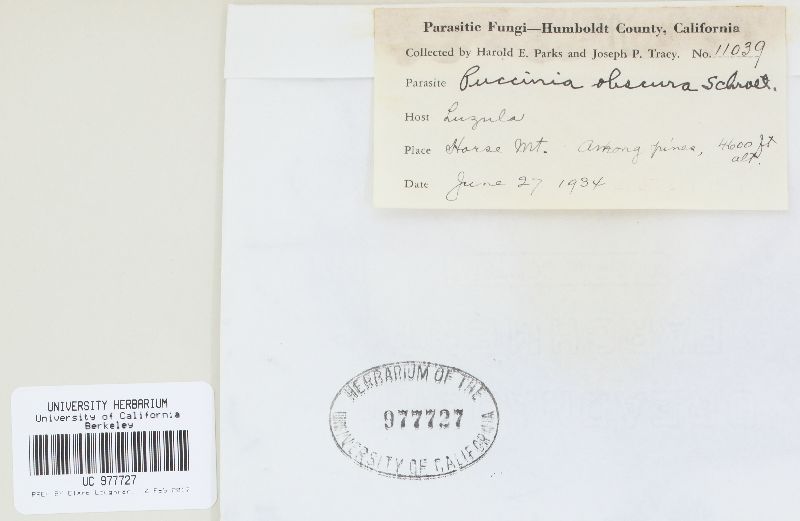 Parasitic Fungi—Humboldt County, California
Collected by Harold E. Parks and Joseph P. Tracy. No. 11039
Parasite Puccinia obscura Schroet.
Host Luzula
Place Horse Mt. Among pines, 4600 ft alt.
Date June 27 1934
HERBARIUM OF THE
977727
UNIVERSITY OF CALIFORNIA
UNIVERSITY HERBARIUM
University of California
Berkeley
UC 977727